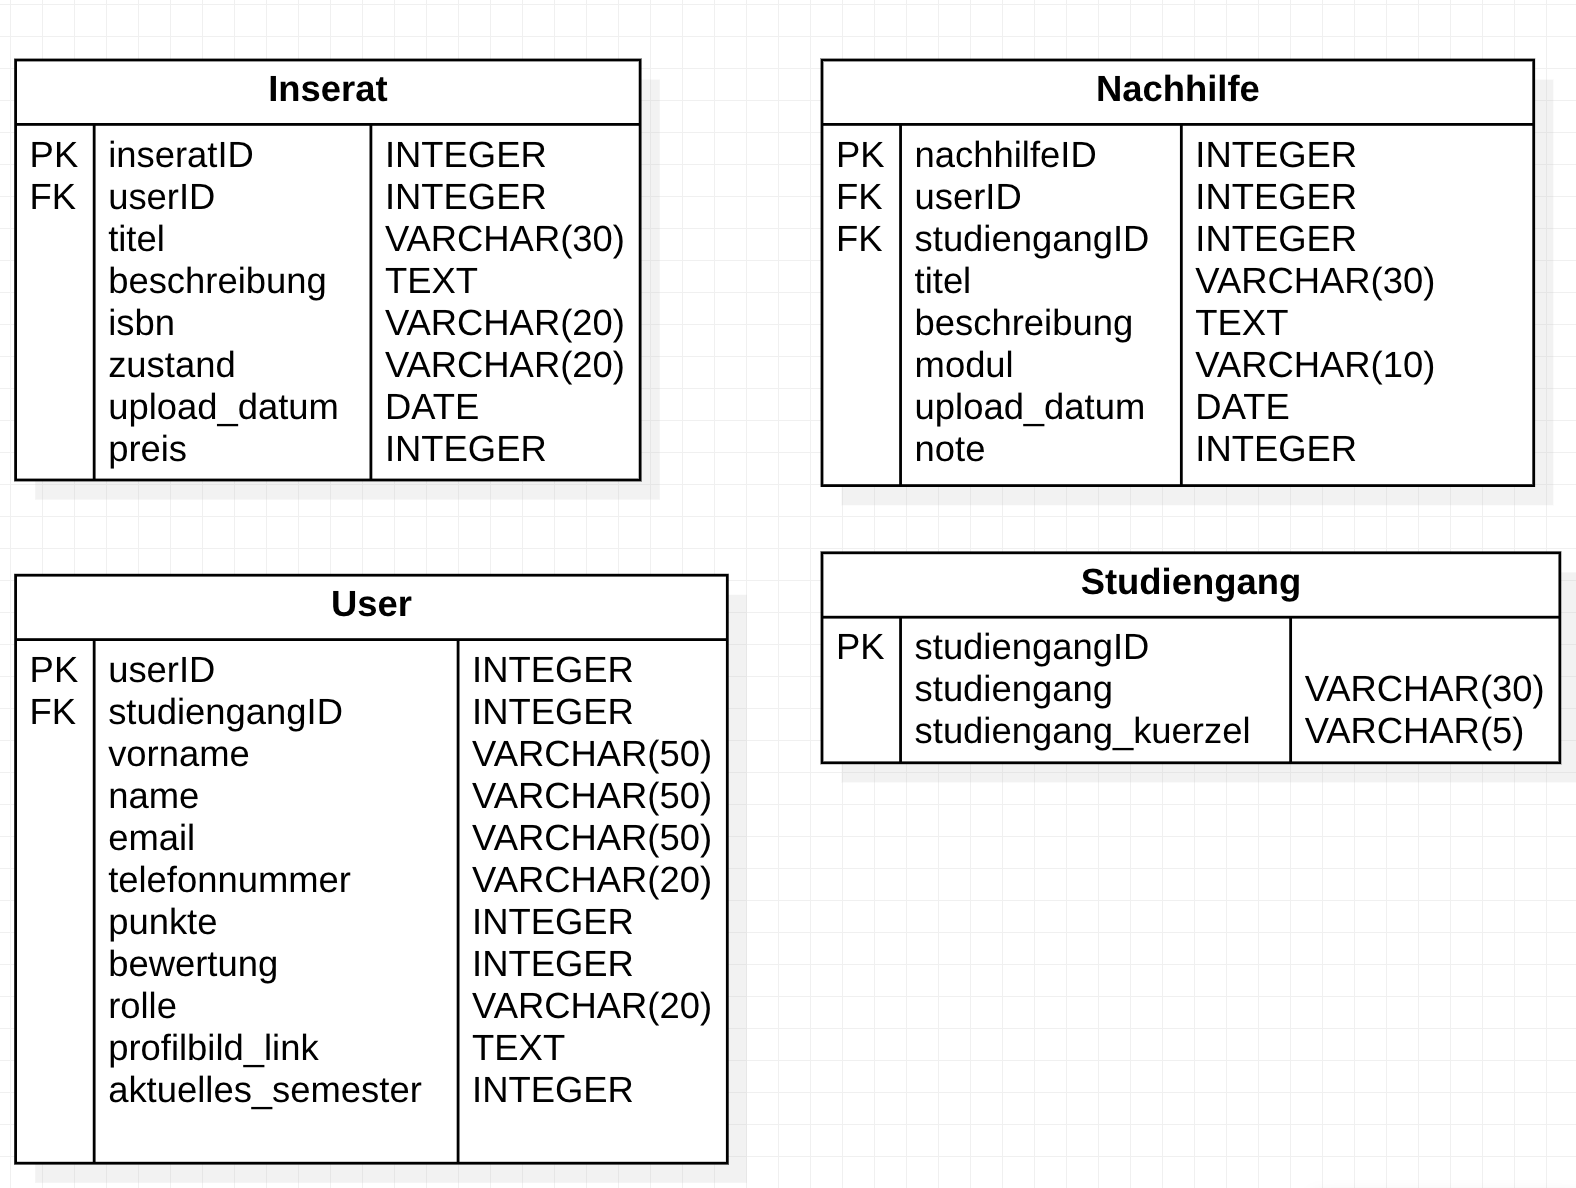 Inserat
PK inseratID INTEGER
FK userID INTEGER
titel VARCHAR(30)
beschreibung TEXT
isbn VARCHAR(20)
zustand VARCHAR(20)
upload_datum DATE
preis INTEGER
Nachhilfe
PK nachhilfeID INTEGER
FK userID INTEGER
FK studiengangID INTEGER
titel VARCHAR(30)
beschreibung TEXT
modul VARCHAR(10)
upload_datum DATE
note INTEGER
User
PK userID INTEGER
FK studiengangID INTEGER
vorname VARCHAR(50)
name VARCHAR(50)
email VARCHAR(50)
telefonnummer VARCHAR(20)
punkte INTEGER
bewertung INTEGER
rolle VARCHAR(20)
profilbild_link TEXT
aktuelles_semester INTEGER
Studiengang
PK studiengangID
studiengang VARCHAR(30)
studiengang_kuerzel VARCHAR(5)